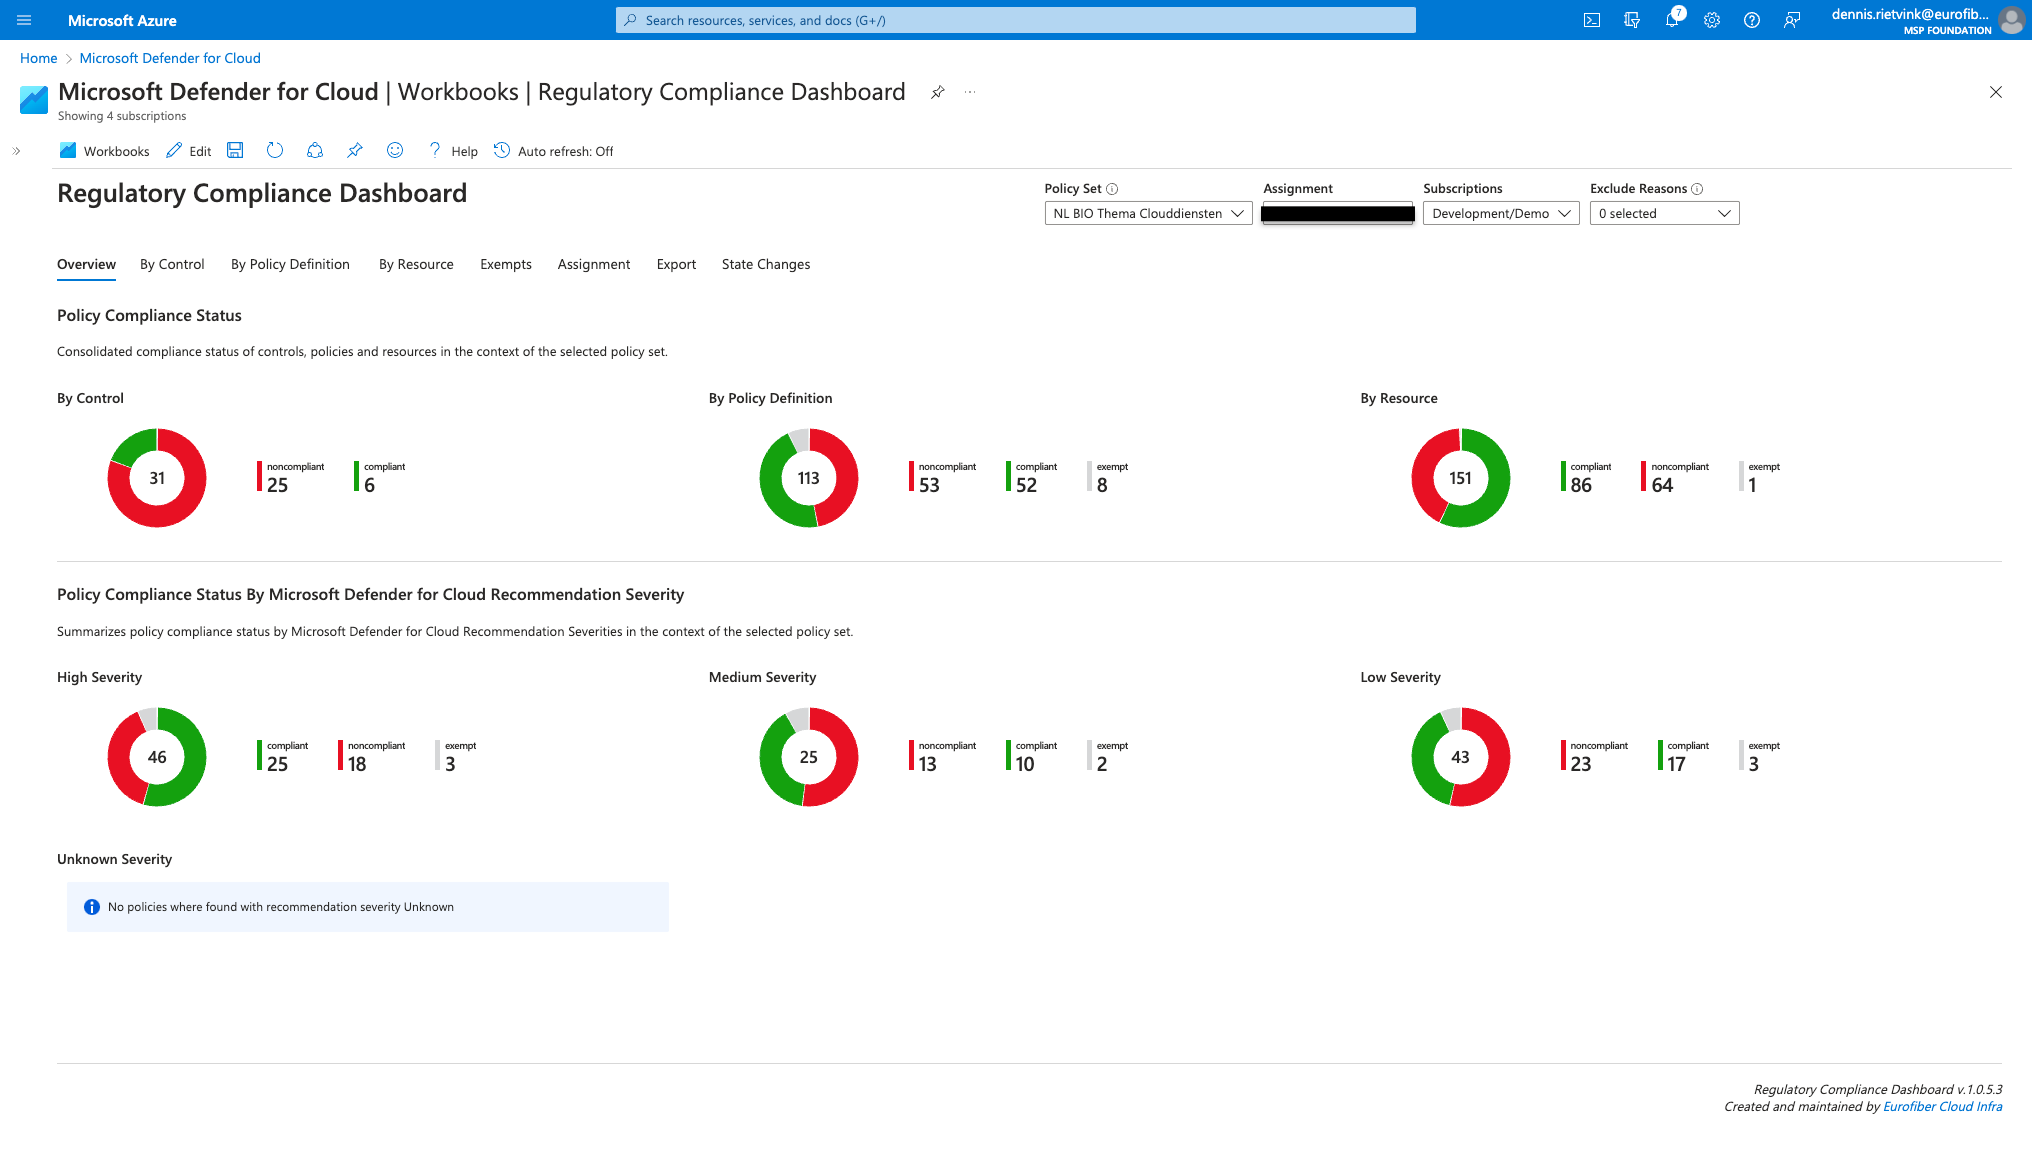 Microsoft Azure
Search resources, services, and docs (G+/)
7
dennis.rietvink@eurofib...
MSP FOUNDATION
Home > Microsoft Defender for Cloud
Microsoft Defender for Cloud | Workbooks | Regulatory Compliance Dashboard
Showing 4 subscriptions
Workbooks Edit Help Auto refresh: Off
Regulatory Compliance Dashboard
Policy Set Assignment Subscriptions Exclude Reasons
NL BIO Thema Clouddiensten Development/Demo 0 selected
Overview By Control By Policy Definition By Resource Exempts Assignment Export State Changes
Policy Compliance Status
Consolidated compliance status of controls, policies and resources in the context of the selected policy set.
By Control
31
noncompliant 25
compliant 6
By Policy Definition
113
noncompliant 53
compliant 52
exempt 8
By Resource
151
compliant 86
noncompliant 64
exempt 1
Policy Compliance Status By Microsoft Defender for Cloud Recommendation Severity
Summarizes policy compliance status by Microsoft Defender for Cloud Recommendation Severities in the context of the selected policy set.
High Severity
46
compliant 25
noncompliant 18
exempt 3
Medium Severity
25
noncompliant 13
compliant 10
exempt 2
Low Severity
43
noncompliant 23
compliant 17
exempt 3
Unknown Severity
No policies where found with recommendation severity Unknown
Regulatory Compliance Dashboard v.1.0.5.3
Created and maintained by Eurofiber Cloud Infra